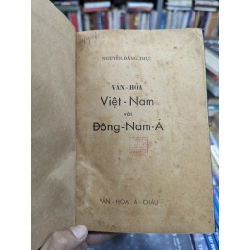 NGUYỄN-ĐĂNG-THỤC
VĂN-HÓA
Việt-Nam
với
Đông-Nam-Á
VĂN-HÓA Á-CHÂU